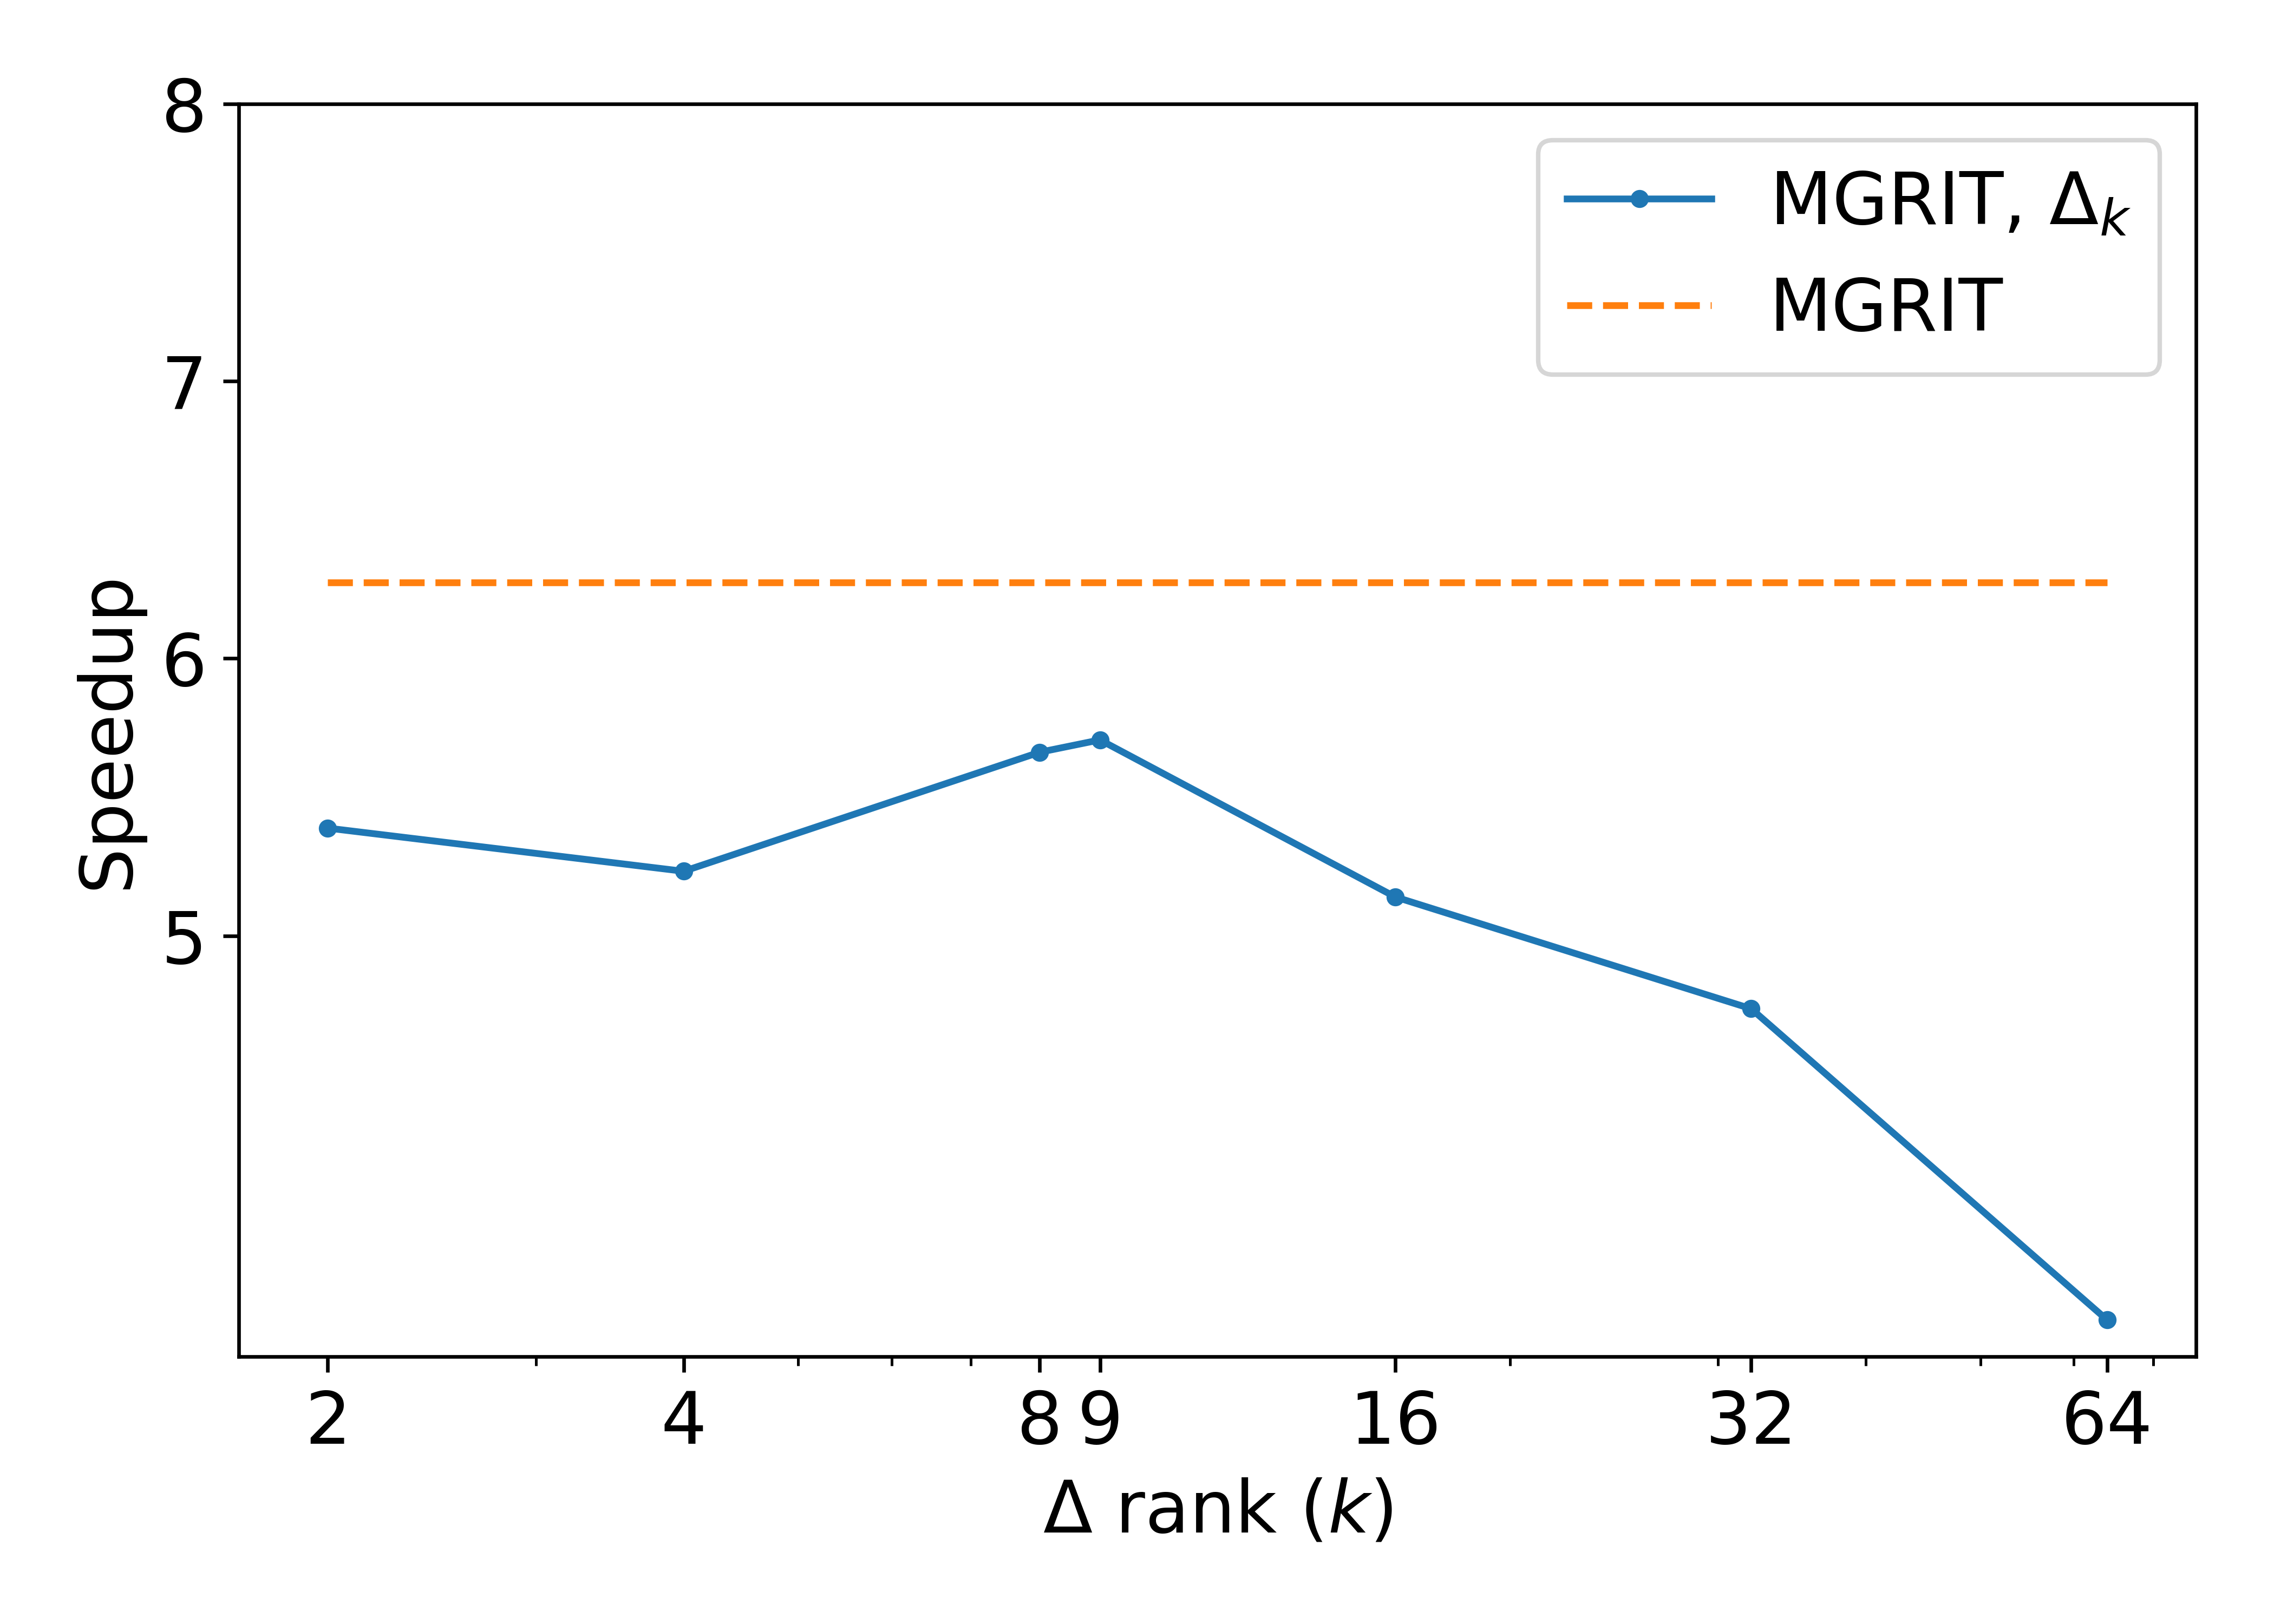 8
7
6
5
Speedup
MGRIT, Δk
MGRIT
2 4 8 9 16 32 64
Δ rank (k)